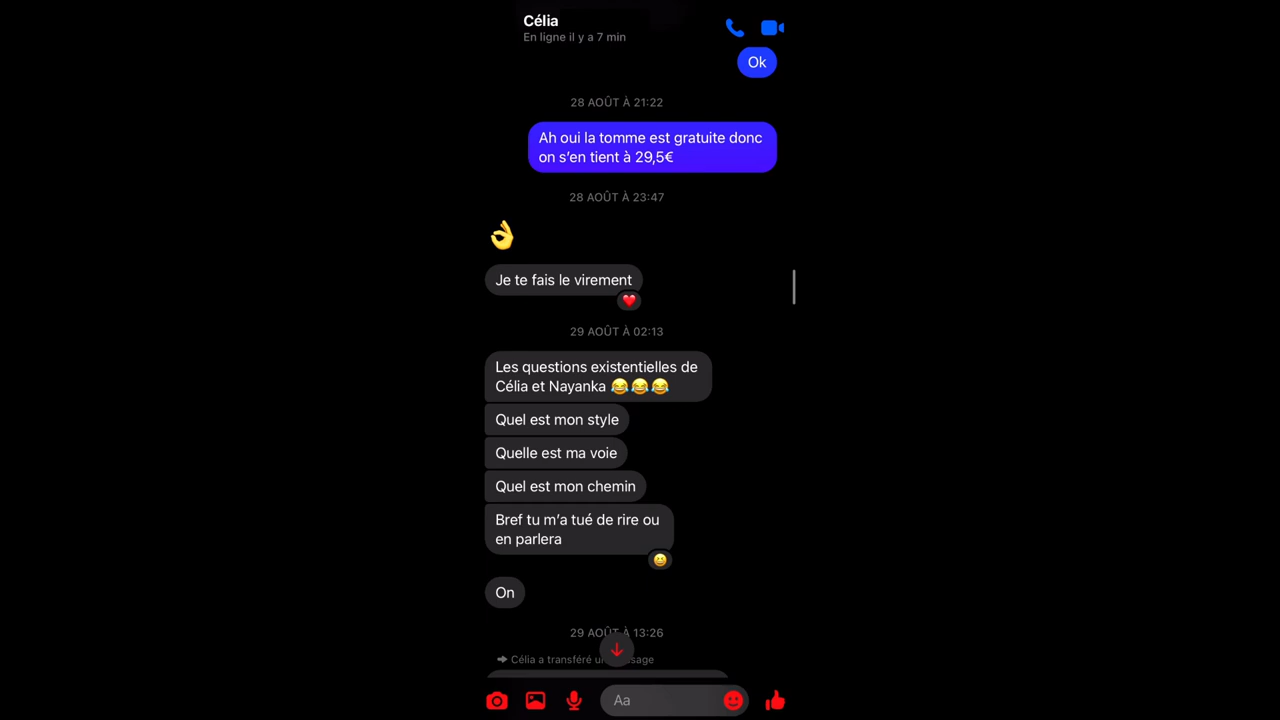 Célia
En ligne il y a 7 min
Ok
28 AOÛT À 21:22
Ah oui la tomme est gratuite donc
on s’en tient à 29,5€
28 AOÛT À 23:47
👌
Je te fais le virement
❤️
29 AOÛT À 02:13
Les questions existentielles de
Célia et Nayanka 😂😂😂
Quel est mon style
Quelle est ma voie
Quel est mon chemin
Bref tu m’a tué de rire ou
en parlera
On
29 AOÛT À 13:26
Célia a transféré
Aa